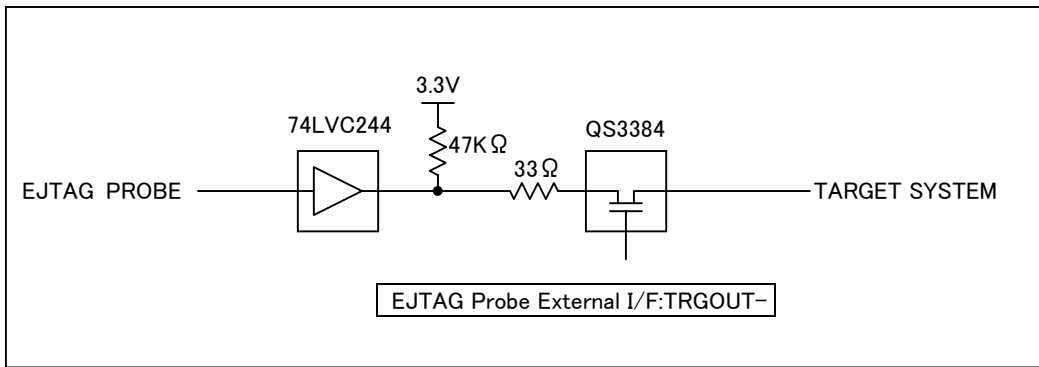 3.3V
74LVC244
47KΩ
QS3384
33Ω
EJTAG PROBE
TARGET SYSTEM
EJTAG Probe External I/F:TRGOUT-